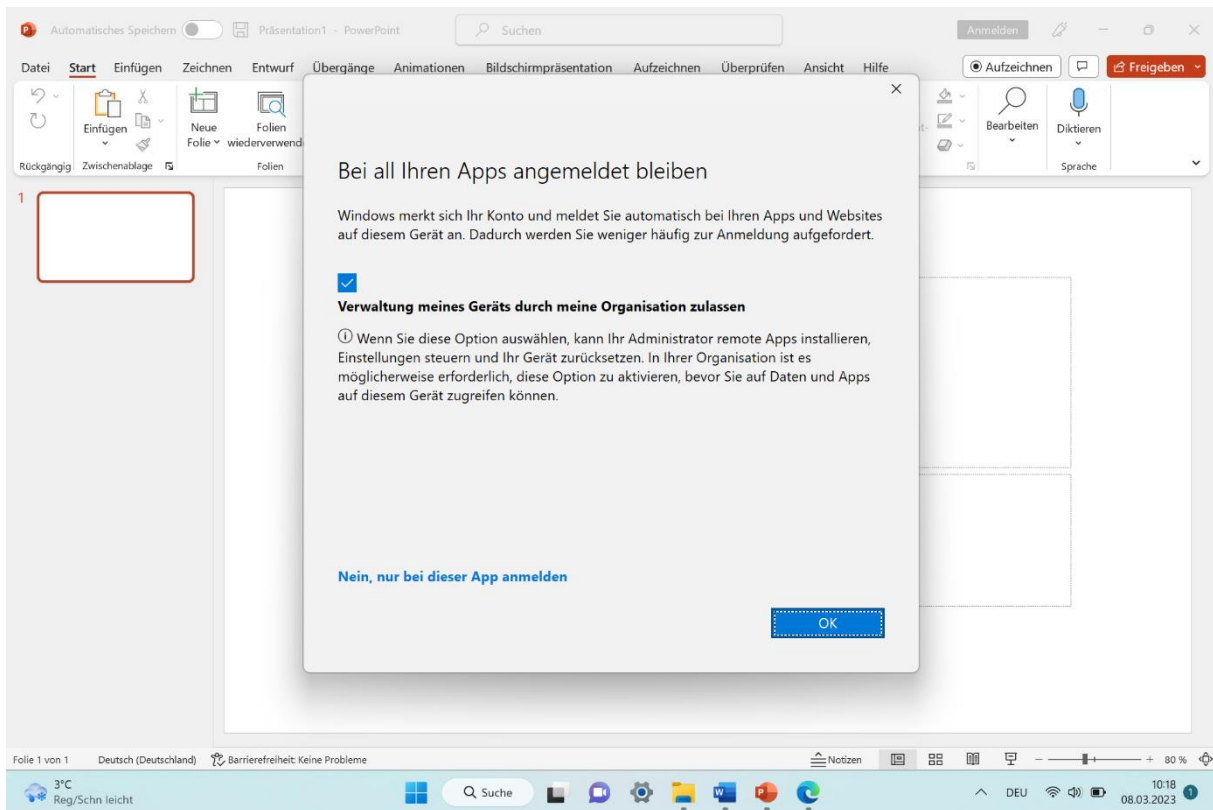 Automatisches Speichern
Präsentation1 - PowerPoint
Suchen
Anmelden
Datei Start Einfügen Zeichnen Entwurf Übergänge Animationen Bildschirmpräsentation Aufzeichnen Überprüfen Ansicht Hilfe
Aufzeichnen
Freigeben
Einfügen
Neue
Folie
Folien
wiederverwend
Bearbeiten
Diktieren
Rückgängig Zwischenablage Folien Sprache
1
Bei all Ihren Apps angemeldet bleiben
Windows merkt sich Ihr Konto und meldet Sie automatisch bei Ihren Apps und Websites
auf diesem Gerät an. Dadurch werden Sie weniger häufig zur Anmeldung aufgefordert.
Verwaltung meines Geräts durch meine Organisation zulassen
Wenn Sie diese Option auswählen, kann Ihr Administrator remote Apps installieren,
Einstellungen steuern und Ihr Gerät zurücksetzen. In Ihrer Organisation ist es
möglicherweise erforderlich, diese Option zu aktivieren, bevor Sie auf Daten und Apps
auf diesem Gerät zugreifen können.
Nein, nur bei dieser App anmelden
OK
Folie 1 von 1 Deutsch (Deutschland) Barrierefreiheit: Keine Probleme Notizen 80 %
3°C
Reg/Schn leicht
Suche
DEU
10:18
08.03.2023
1